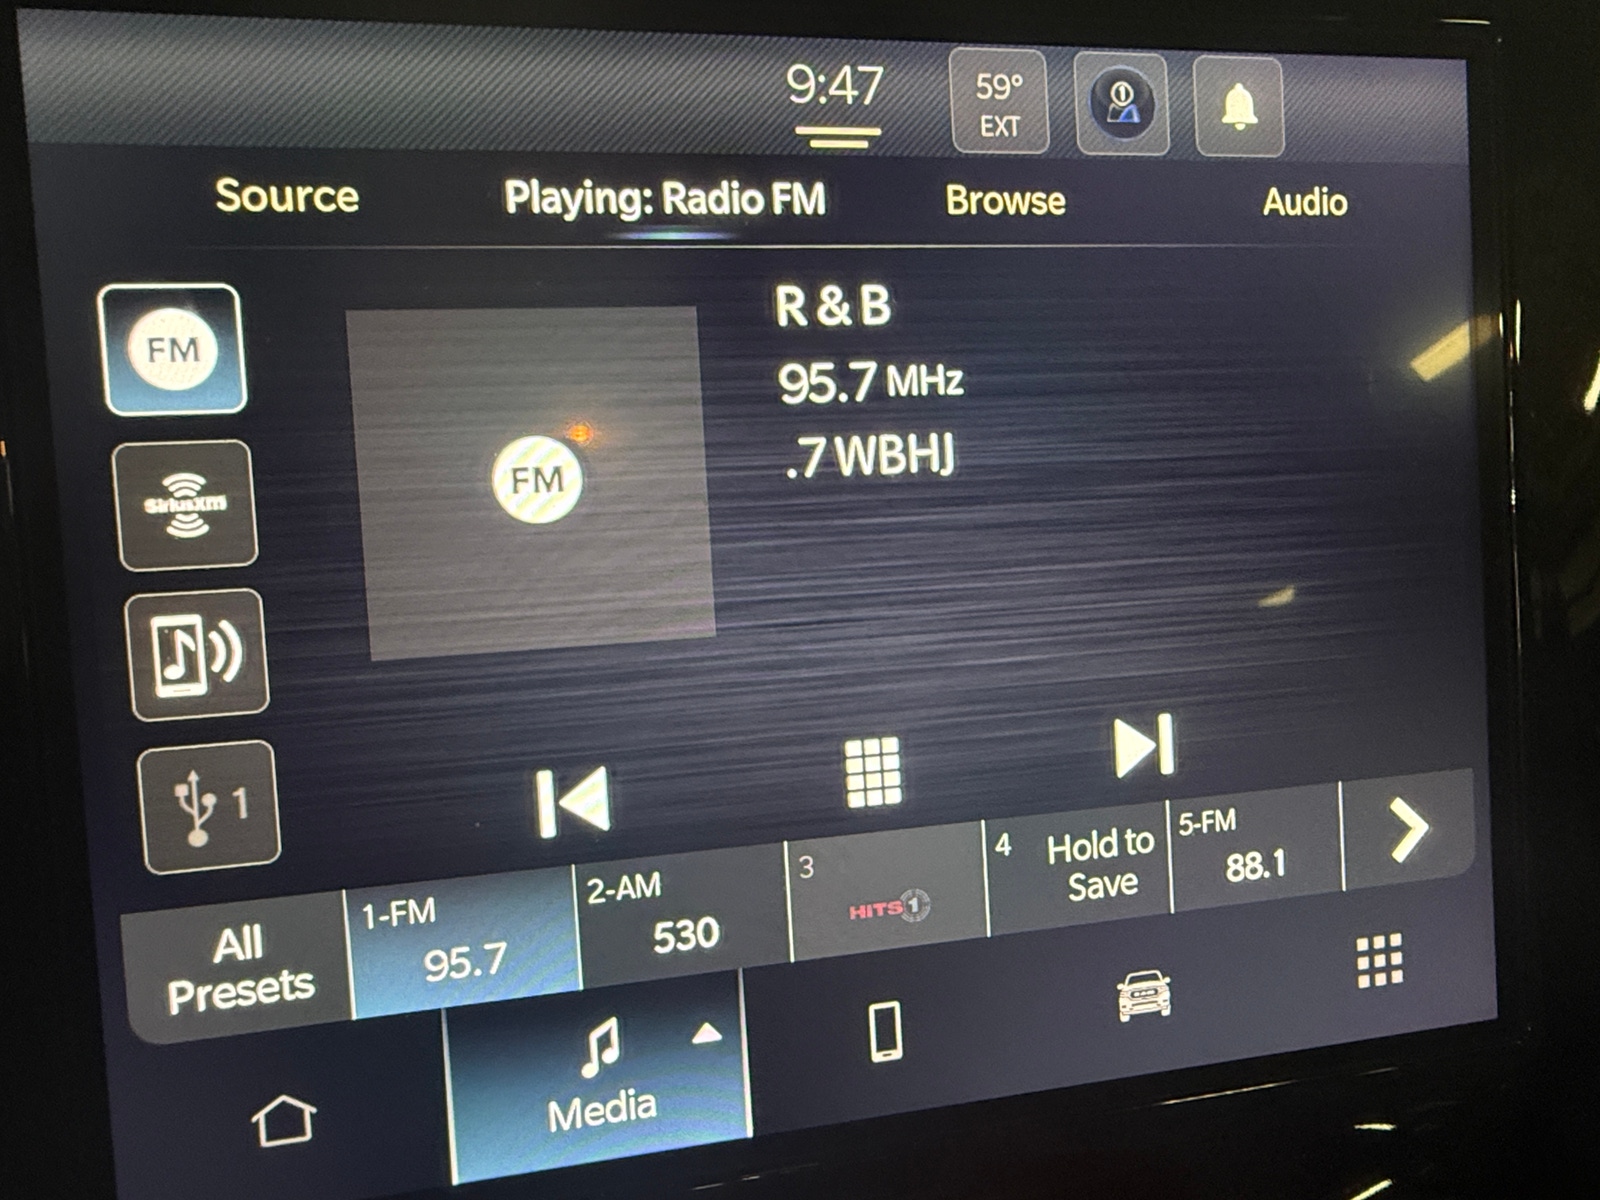 9:47
59°
EXT
1
Source
Playing: Radio FM
Browse
Audio
FM
SiriusXM
1
FM
R & B
95.7 MHz
.7 WBHJ
All
Presets
1-FM
95.7
2-AM
530
3
HITS 1
4
Hold to
Save
5-FM
88.1
Media